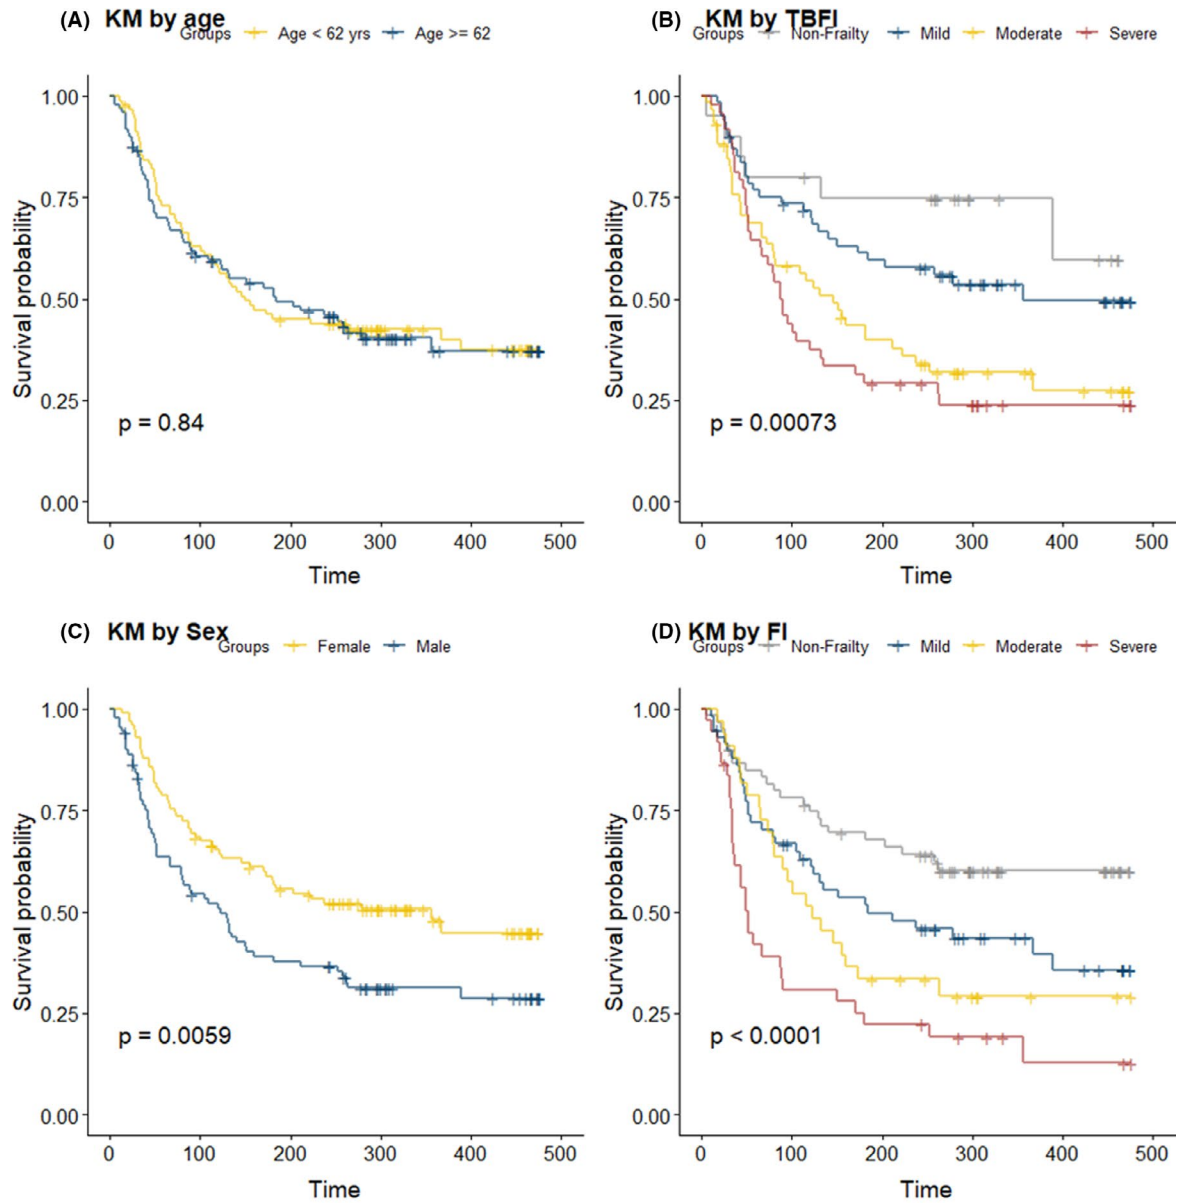 (A) KM by age
Groups Age < 62 yrs Age >= 62
1.00
0.75
0.50
0.25
0.00
Survival probability
p = 0.84
0 100 200 300 400 500
Time
(B) KM by TBFI
Groups Non-Frailty Mild Moderate Severe
1.00
0.75
0.50
0.25
0.00
Survival probability
p = 0.00073
0 100 200 300 400 500
Time
(C) KM by Sex
Groups Female Male
1.00
0.75
0.50
0.25
0.00
Survival probability
p = 0.0059
0 100 200 300 400 500
Time
(D) KM by FI
Groups Non-Frailty Mild Moderate Severe
1.00
0.75
0.50
0.25
0.00
Survival probability
p < 0.0001
0 100 200 300 400 500
Time